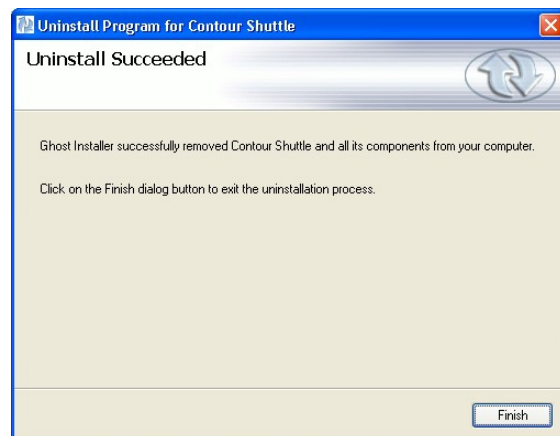 Uninstall Program for Contour Shuttle
Uninstall Succeeded
Ghost Installer successfully removed Contour Shuttle and all its components from your computer.
Click on the Finish dialog button to exit the uninstallation process.
Finish